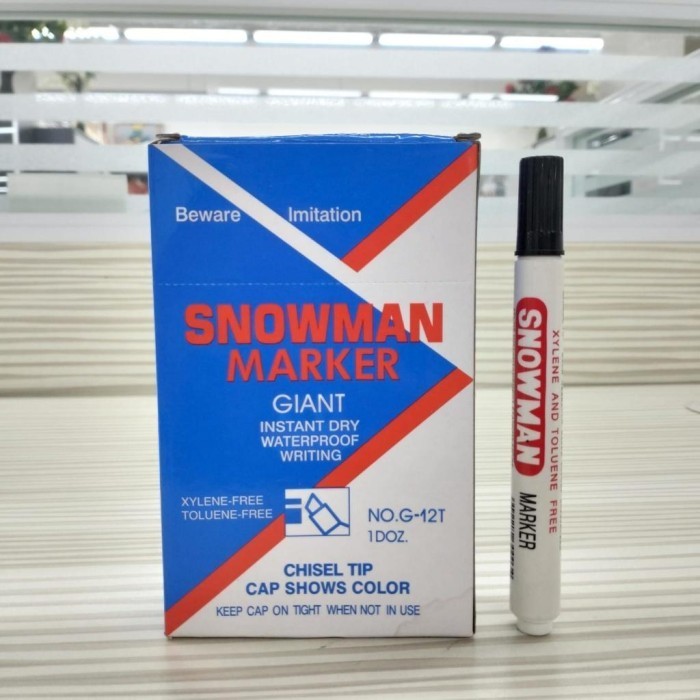 Beware Imitation
SNOWMAN
MARKER
GIANT
INSTANT DRY
WATERPROOF
WRITING
XYLENE-FREE
TOLUENE-FREE
NO.G-12T
1DOZ.
CHISEL TIP
CAP SHOWS COLOR
KEEP CAP ON TIGHT WHEN NOT IN USE
XYLENE AND TOLUENE FREE
SNOWMAN
MARKER